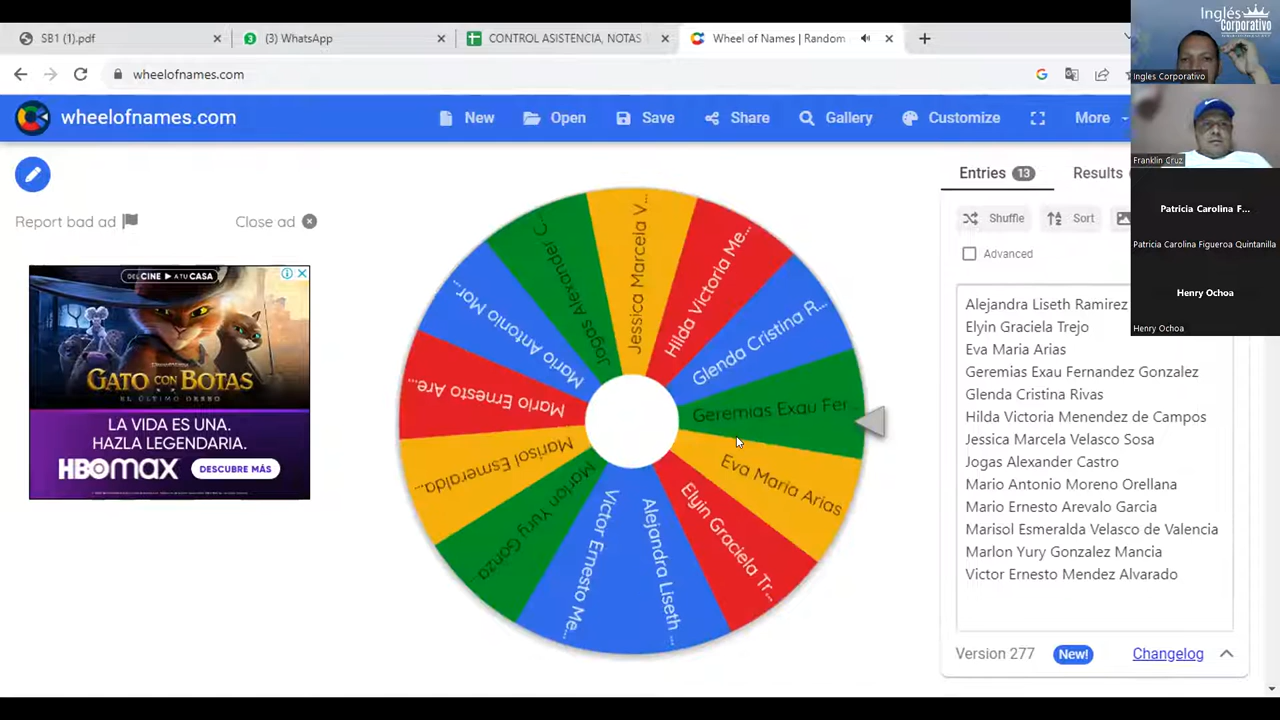 SB1 (1).pdf
(3) WhatsApp
CONTROL ASISTENCIA, NOTAS
Wheel of Names | Random
wheelofnames.com
wheelofnames.com
New
Open
Save
Share
Gallery
Customize
More
Report bad ad
Close ad
DEL CINE A TU CASA
DREAMWORKS
GATO CON BOTAS
EL ÚLTIMO DESEO
LA VIDA ES UNA.
HAZLA LEGENDARIA.
HBOMAX
DESCUBRE MÁS
Jessica Marcela V...
Hilda Victoria Me...
Glenda Cristina R...
Geremias Exau Fer...
Eva Maria Arias
Elyin Graciela Tr...
Alejandra Liseth ...
Victor Ernesto Me...
Marlon Yury Gonza...
Marisol Esmeralda...
Mario Ernesto Are...
Mario Antonio Mor...
Jogas Alexander C...
Entries 13
Results
Shuffle
Sort
Advanced
Alejandra Liseth Ramirez
Elyin Graciela Trejo
Eva Maria Arias
Geremias Exau Fernandez Gonzalez
Glenda Cristina Rivas
Hilda Victoria Menendez de Campos
Jessica Marcela Velasco Sosa
Jogas Alexander Castro
Mario Antonio Moreno Orellana
Mario Ernesto Arevalo Garcia
Marisol Esmeralda Velasco de Valencia
Marlon Yury Gonzalez Mancia
Victor Ernesto Mendez Alvarado
Version 277
New!
Changelog
Inglés
Corporativo
Ingles Corporativo
Franklin Cruz
Patricia Carolina F...
Patricia Carolina Figueroa Quintanilla
Henry Ochoa
Henry Ochoa